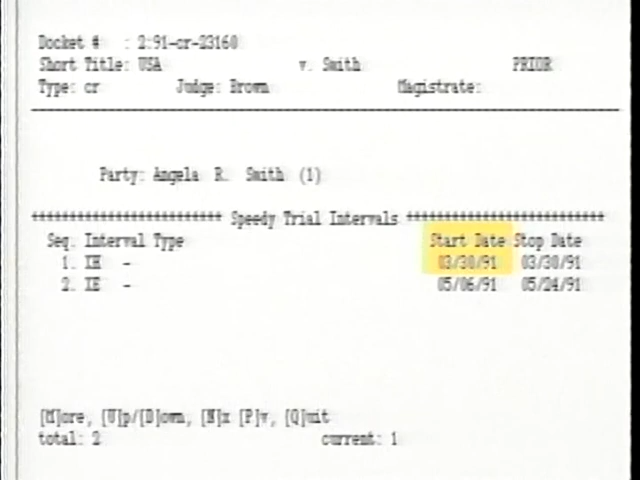 Docket # : 2:91-cr-23160
Short Title: USA v. Smith PRIOR
Type: cr Judge: Brown Magistrate:
Party: Angela R. Smith (1)
************************* Speedy Trial Intervals **************************
Seq. Interval Type Start Date Stop Date
1. IH - 03/30/91 03/30/91
2. IE - 05/06/91 05/24/91
[M]ore, [U]p/[D]own, [N]x [P]v, [Q]uit
total: 2 current: 1